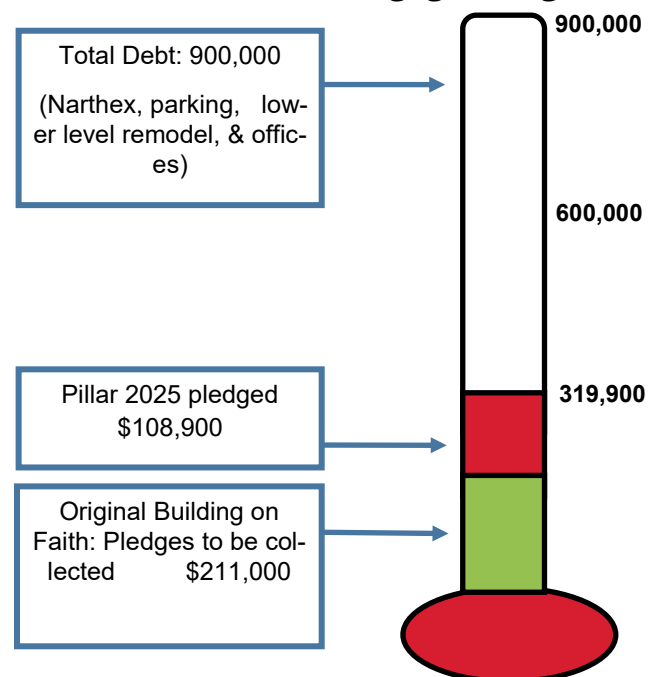 900,000
Total Debt: 900,000
(Narthex, parking, low-
er level remodel, & offic-
es)
600,000
Pillar 2025 pledged
$108,900
319,900
Original Building on
Faith: Pledges to be col-
lected $211,000